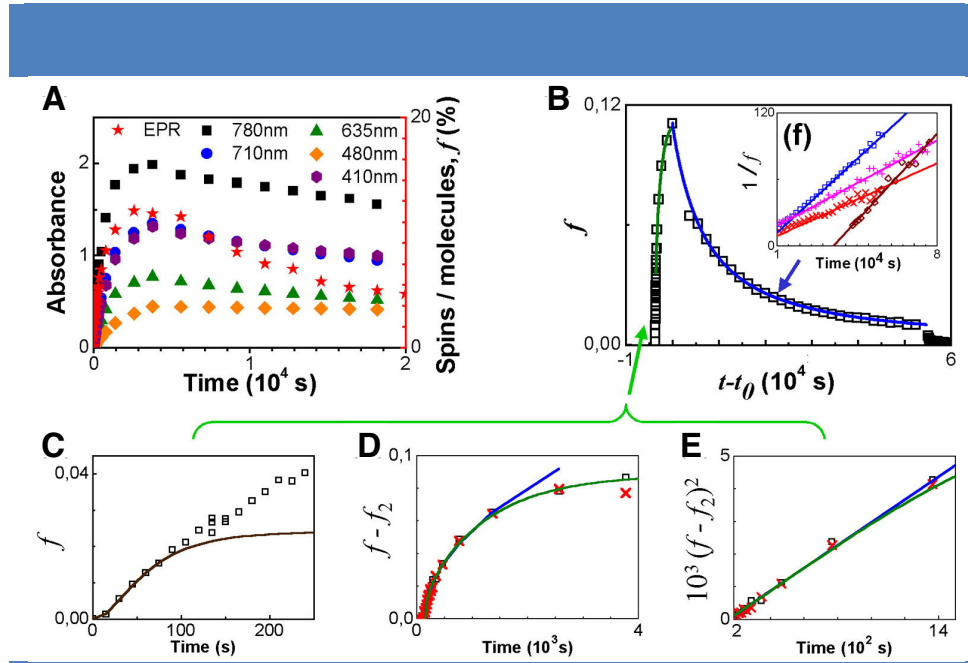 A
Absorbance
2
1
0
0
1
2
Time (10⁴ s)
EPR
780nm
710nm
635nm
480nm
410nm
20
0
Spins / molecules, f (%)
B
0,12
0,00
f
-1
6
t-t₀ (10⁴ s)
(f)
120
0
1 / f
1
8
Time (10⁴ s)
C
0,04
0,00
f
0
100
200
Time (s)
D
0,1
0,0
f - f₂
0
4
Time (10³s)
E
5
0
10³ (f- f₂)²
2
14
Time (10² s)